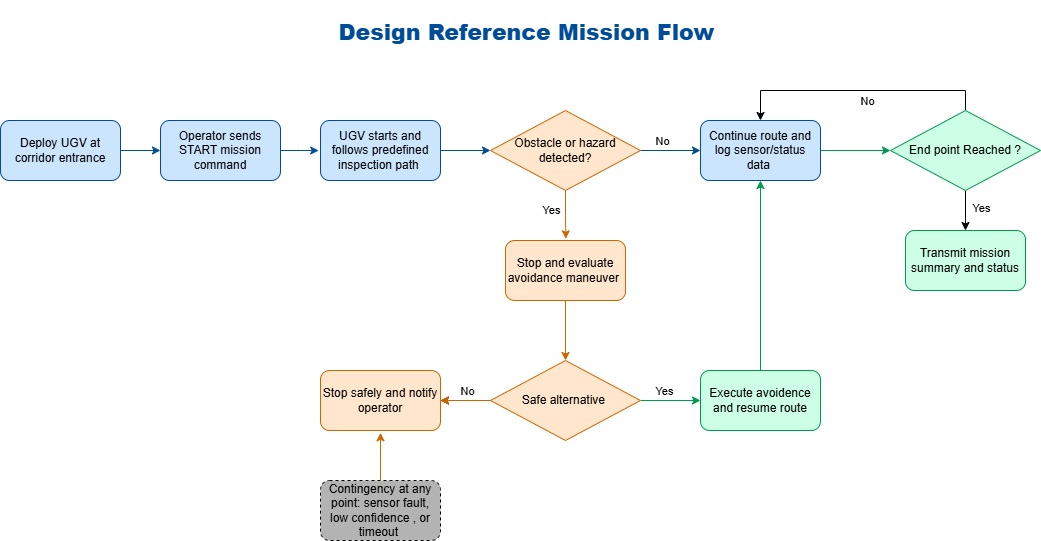 Design Reference Mission Flow
No
Deploy UGV at
corridor entrance
Operator sends
START mission
command
UGV starts and
follows predefined
inspection path
Obstacle or hazard
detected?
No
Continue route and
log sensor/status
data
End point Reached ?
Yes
Yes
Stop and evaluate
avoidance maneuver
Transmit mission
summary and status
Stop safely and notify
operator
No
Safe alternative
Yes
Execute avoidence
and resume route
Contingency at any
point: sensor fault,
low confidence , or
timeout